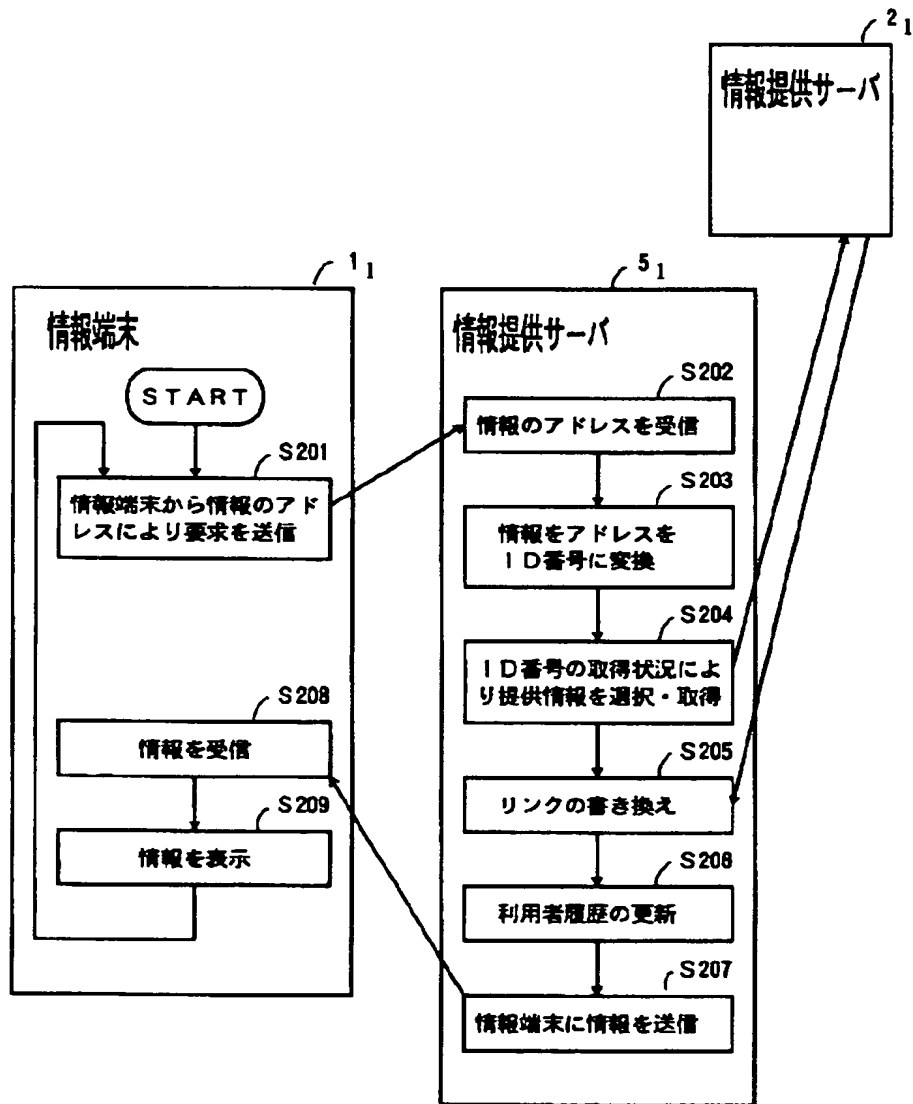 2₁
情報提供サーバ
1₁
情報端末
START
S201
情報端末から情報のアド
レスにより要求を送信
S208
情報を受信
S209
情報を表示
5₁
情報提供サーバ
S202
情報のアドレスを受信
S203
情報をアドレスを
ID番号に変換
S204
ID番号の取得状況によ
り提供情報を選択・取得
S205
リンクの書き換え
S206
利用者履歴の更新
S207
情報端末に情報を送信